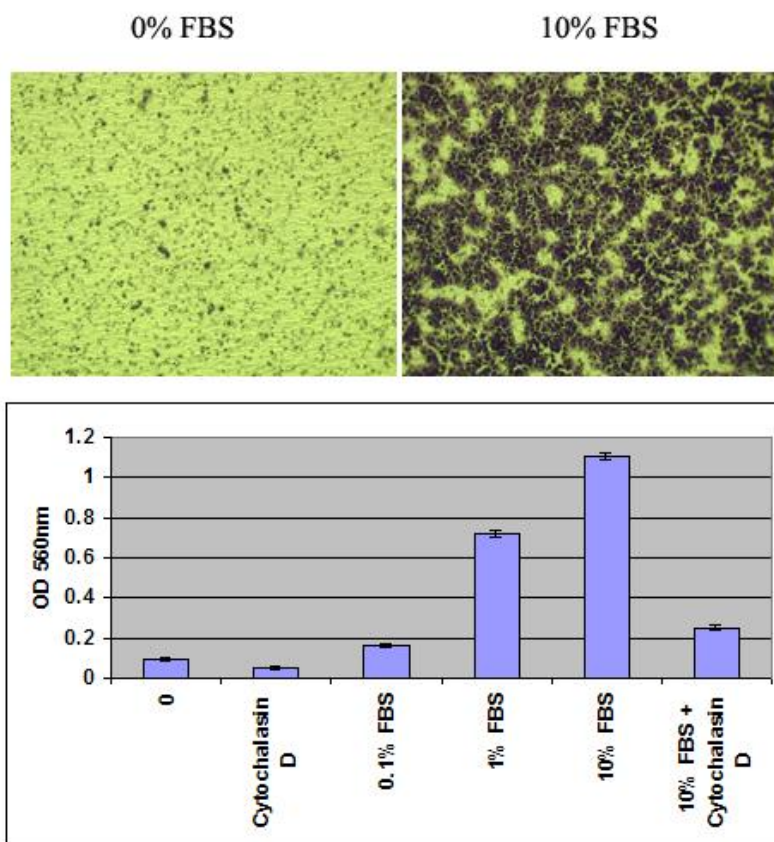 0% FBS
10% FBS
1.2
1
0.8
0.6
0.4
0.2
0
OD 560nm
0
Cytochalasin
D
0.1% FBS
1% FBS
10% FBS
10% FBS +
Cytochalasin
D